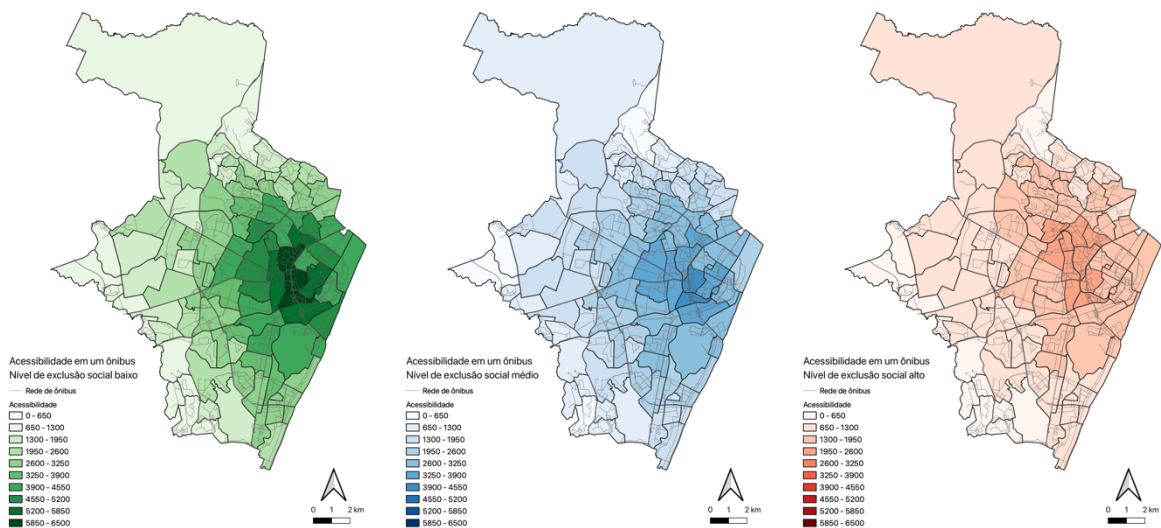 Acessibilidade em um ônibus
Nível de exclusão social baixo
Rede de ônibus
Acessibilidade
0 - 650
650 - 1300
1300 - 1950
1950 - 2600
2600 - 3250
3250 - 3900
3900 - 4550
4550 - 5200
5200 - 5850
5850 - 6500
0 1 2 km
Acessibilidade em um ônibus
Nível de exclusão social médio
Rede de ônibus
Acessibilidade
0 - 650
650 - 1300
1300 - 1950
1950 - 2600
2600 - 3250
3250 - 3900
3900 - 4550
4550 - 5200
5200 - 5850
5850 - 6500
0 1 2 km
Acessibilidade em um ônibus
Nível de exclusão social alto
Rede de ônibus
Acessibilidade
0 - 650
650 - 1300
1300 - 1950
1950 - 2600
2600 - 3250
3250 - 3900
3900 - 4550
4550 - 5200
5200 - 5850
5850 - 6500
0 1 2 km